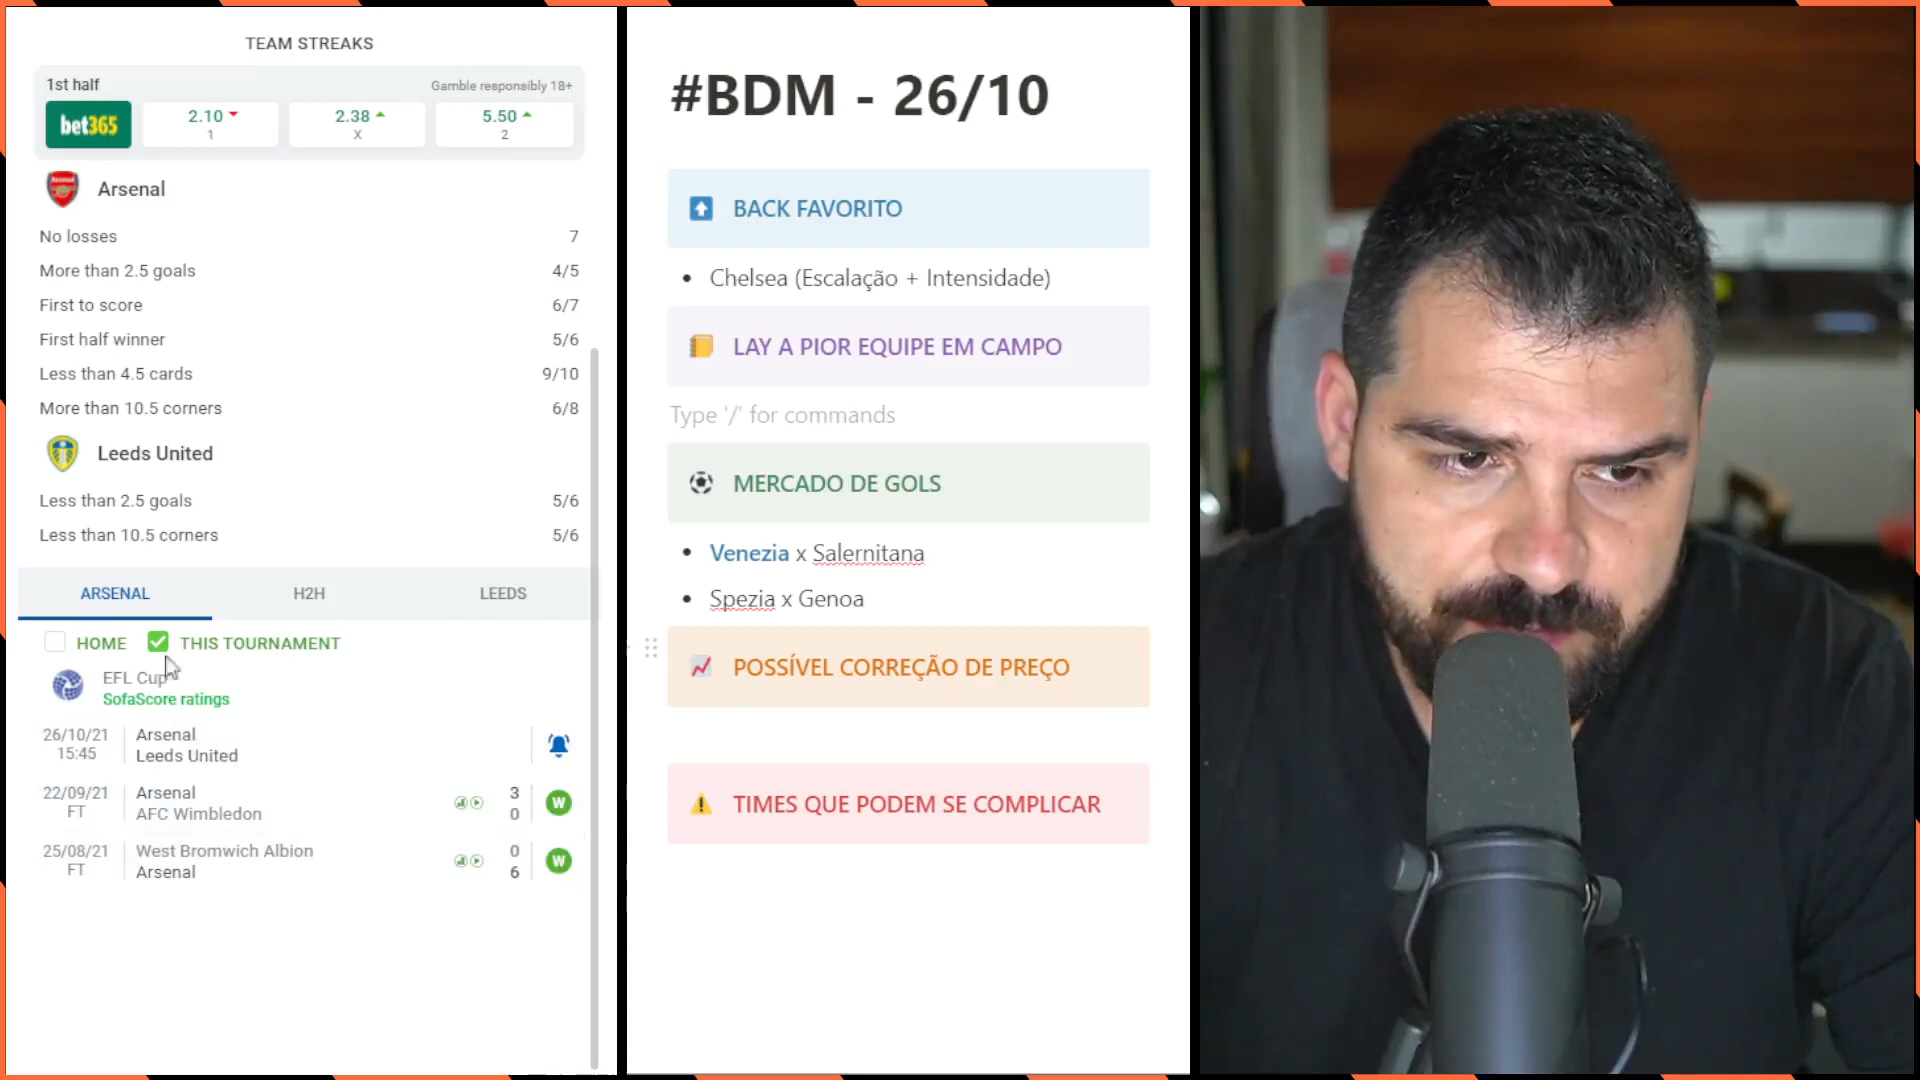 TEAM STREAKS
1st half
Gamble responsibly 18+
bet365
2.10
1
2.38
X
5.50
2
Arsenal
No losses 7
More than 2.5 goals 4/5
First to score 6/7
First half winner 5/6
Less than 4.5 cards 9/10
More than 10.5 corners 6/8
Leeds United
Less than 2.5 goals 5/6
Less than 10.5 corners 5/6
ARSENAL H2H LEEDS
HOME THIS TOURNAMENT
EFL Cup
SofaScore ratings
26/10/21 Arsenal
15:45 Leeds United
22/09/21 Arsenal 3
FT AFC Wimbledon 0
W
25/08/21 West Bromwich Albion 0
FT Arsenal 6
W
#BDM - 26/10
BACK FAVORITO
• Chelsea (Escalação + Intensidade)
LAY A PIOR EQUIPE EM CAMPO
Type '/' for commands
MERCADO DE GOLS
• Venezia x Salernitana
• Spezia x Genoa
POSSÍVEL CORREÇÃO DE PREÇO
TIMES QUE PODEM SE COMPLICAR